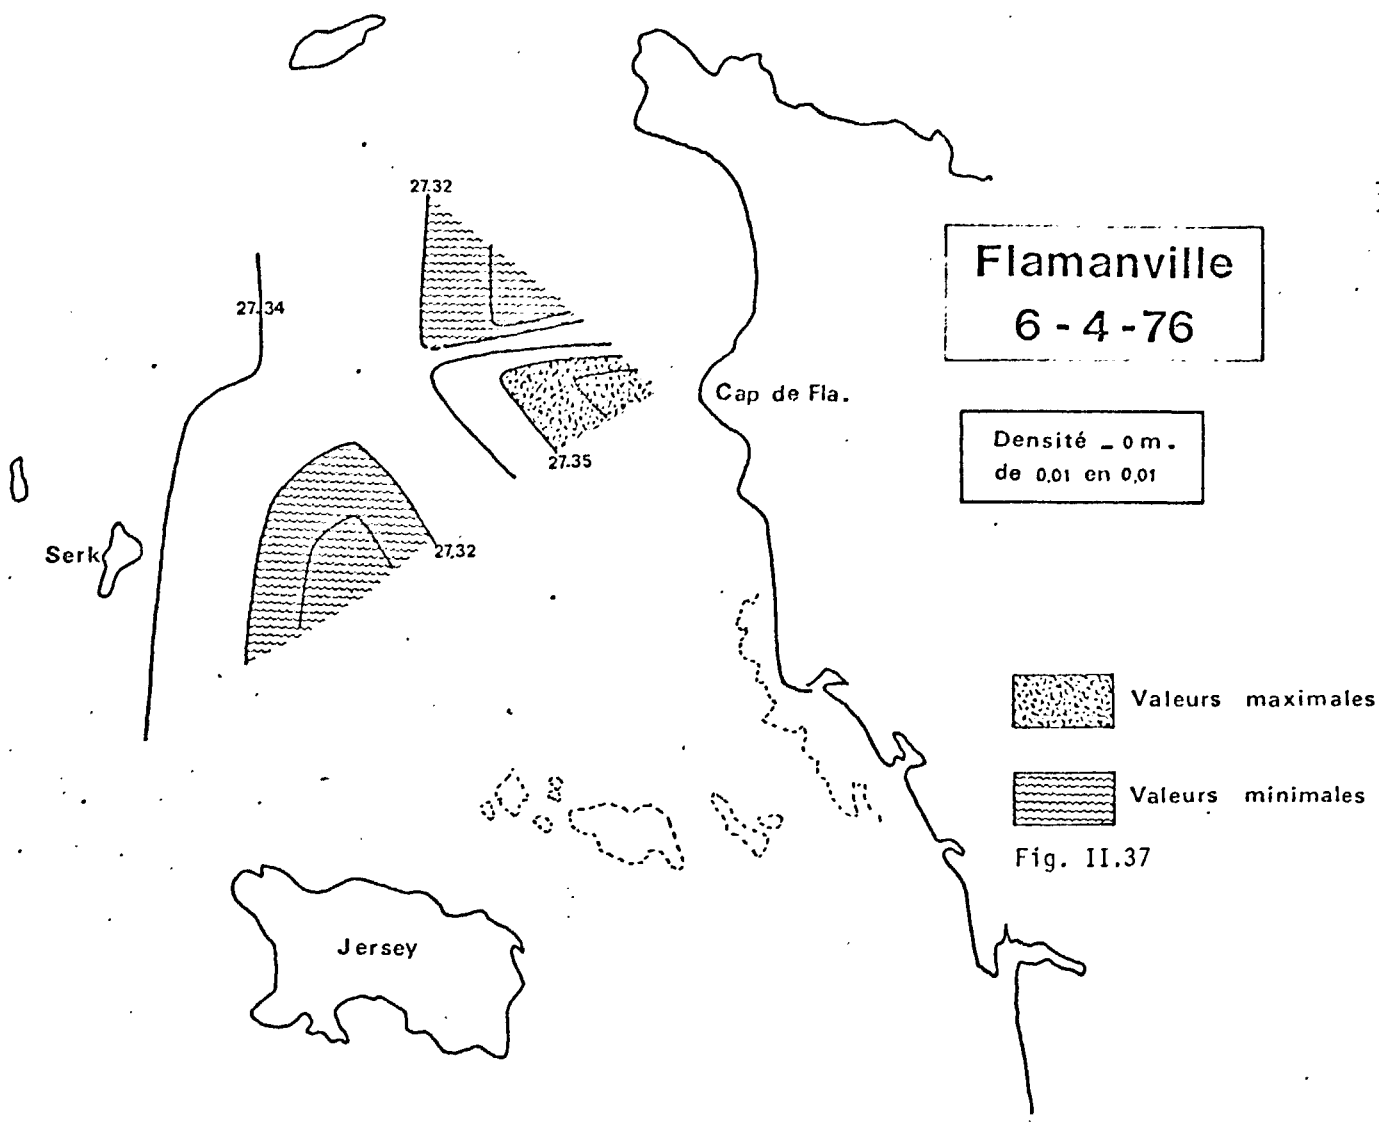 27.32
27.34
Flamanville
6-4-76
Cap de Fla.
Densité _ 0 m.
de 0,01 en 0,01
27.35
27.32
Serk
Valeurs maximales
Valeurs minimales
Fig. II.37
Jersey